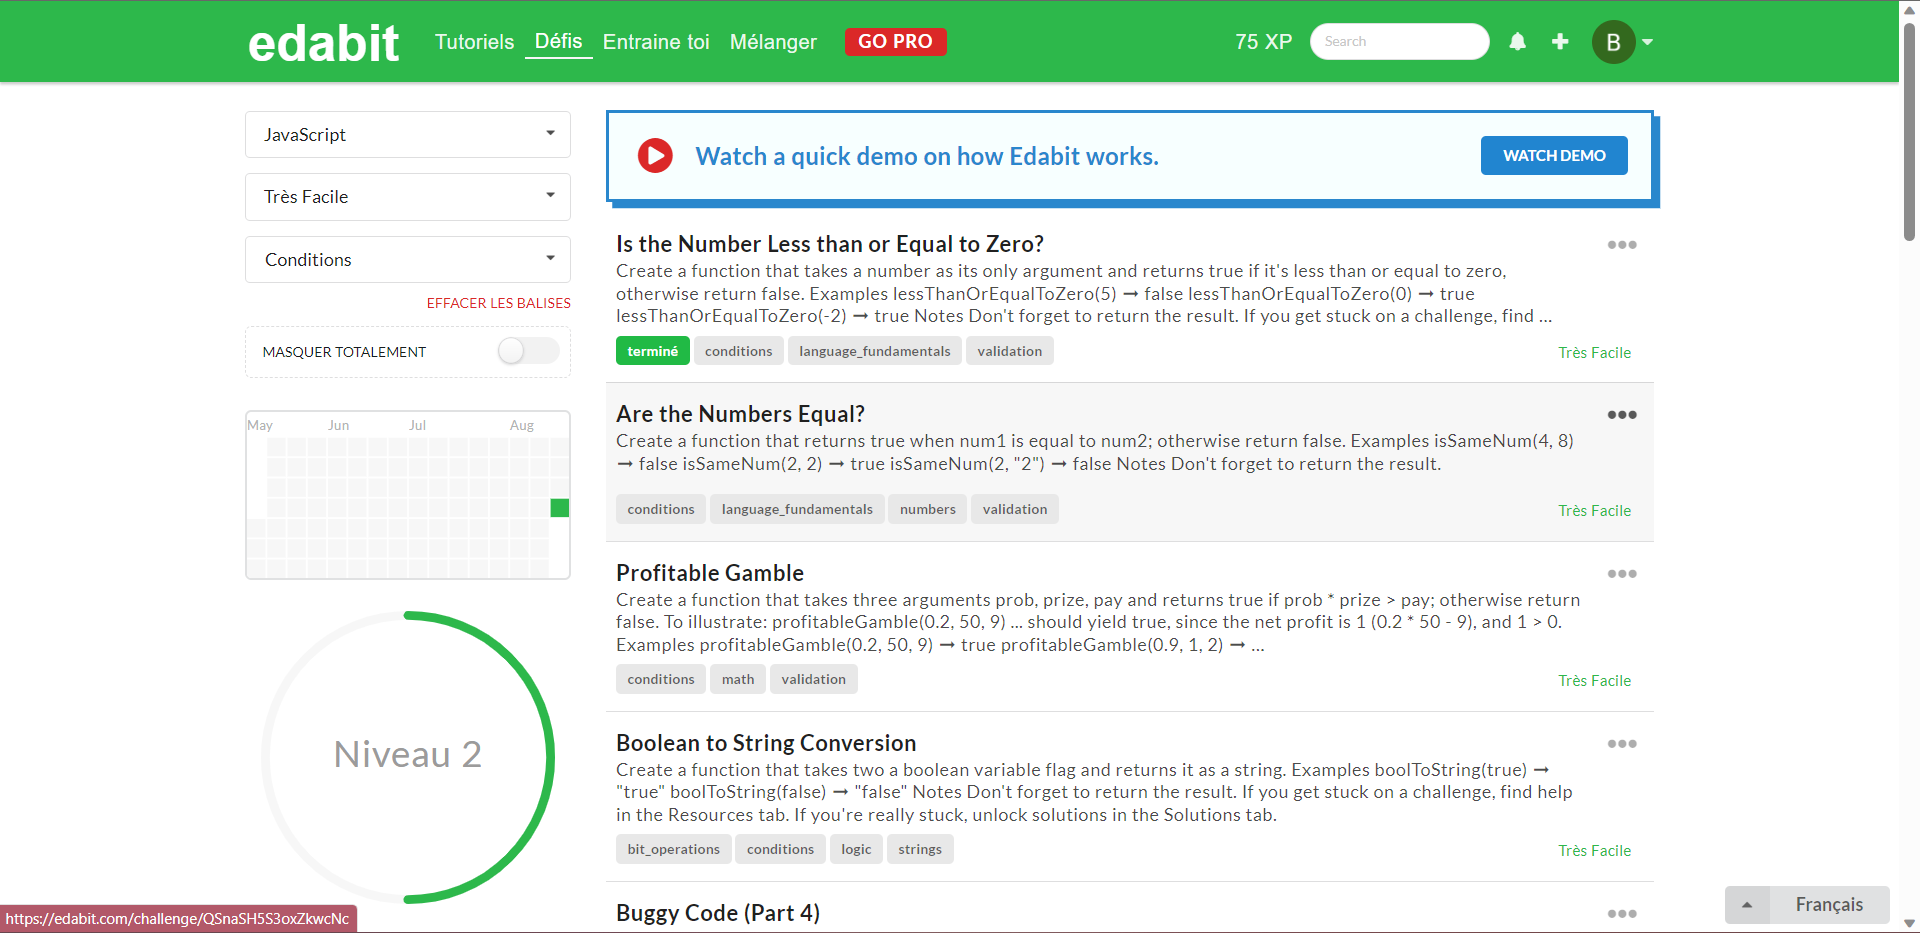 edabit
Tutoriels Défis Entraine toi Mélanger GO PRO
75 XP Search B
JavaScript
Très Facile
Conditions
EFFACER LES BALISES
MASQUER TOTALEMENT
May Jun Jul Aug
Niveau 2
Watch a quick demo on how Edabit works.
WATCH DEMO
Is the Number Less than or Equal to Zero?
Create a function that takes a number as its only argument and returns true if it's less than or equal to zero,
otherwise return false. Examples lessThanOrEqualToZero(5) ➞ false lessThanOrEqualToZero(0) ➞ true
lessThanOrEqualToZero(-2) ➞ true Notes Don't forget to return the result. If you get stuck on a challenge, find ...
terminé conditions language_fundamentals validation
Très Facile
Are the Numbers Equal?
Create a function that returns true when num1 is equal to num2; otherwise return false. Examples isSameNum(4, 8)
➞ false isSameNum(2, 2) ➞ true isSameNum(2, "2") ➞ false Notes Don't forget to return the result.
conditions language_fundamentals numbers validation
Très Facile
Profitable Gamble
Create a function that takes three arguments prob, prize, pay and returns true if prob * prize > pay; otherwise return
false. To illustrate: profitableGamble(0.2, 50, 9) ... should yield true, since the net profit is 1 (0.2 * 50 - 9), and 1 > 0.
Examples profitableGamble(0.2, 50, 9) ➞ true profitableGamble(0.9, 1, 2) ➞ ...
conditions math validation
Très Facile
Boolean to String Conversion
Create a function that takes two a boolean variable flag and returns it as a string. Examples boolToString(true) ➞
"true" boolToString(false) ➞ "false" Notes Don't forget to return the result. If you get stuck on a challenge, find help
in the Resources tab. If you're really stuck, unlock solutions in the Solutions tab.
bit_operations conditions logic strings
Très Facile
Buggy Code (Part 4)
https://edabit.com/challenge/QSnaSH5S3oxZkwcNc
Français